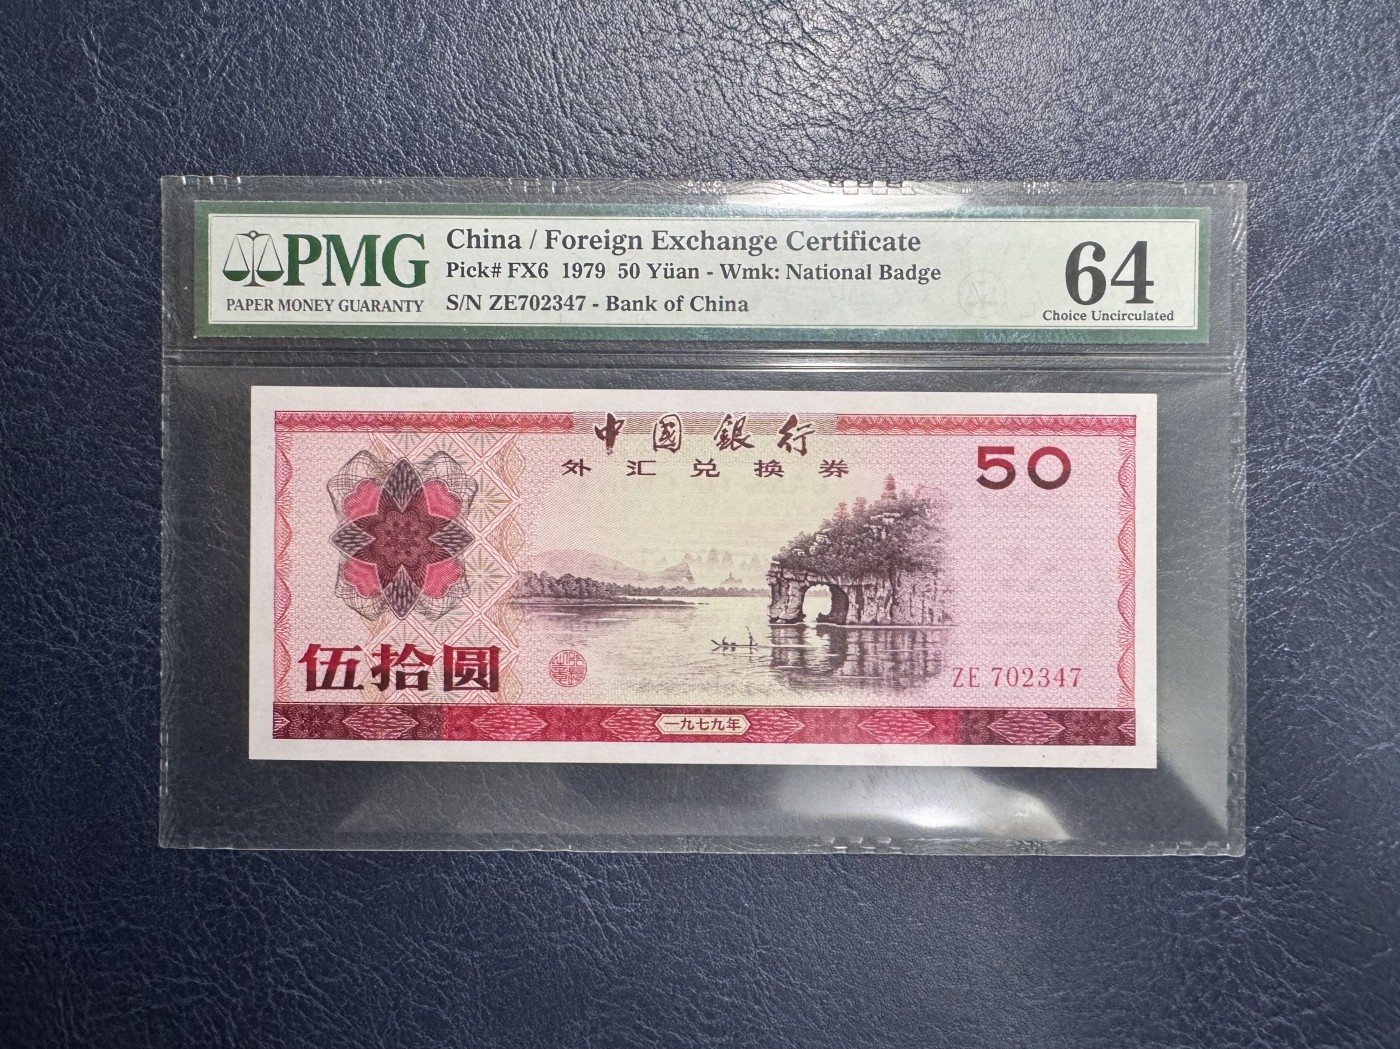 PMG
PAPER MONEY GUARANTY
China / Foreign Exchange Certificate
Pick# FX6 1979 50 Yüan - Wmk: National Badge
S/N ZE702347 - Bank of China
64
Choice Uncirculated
中國銀行
外汇兑换券
50
伍拾圆
ZE 702347
一九七九年